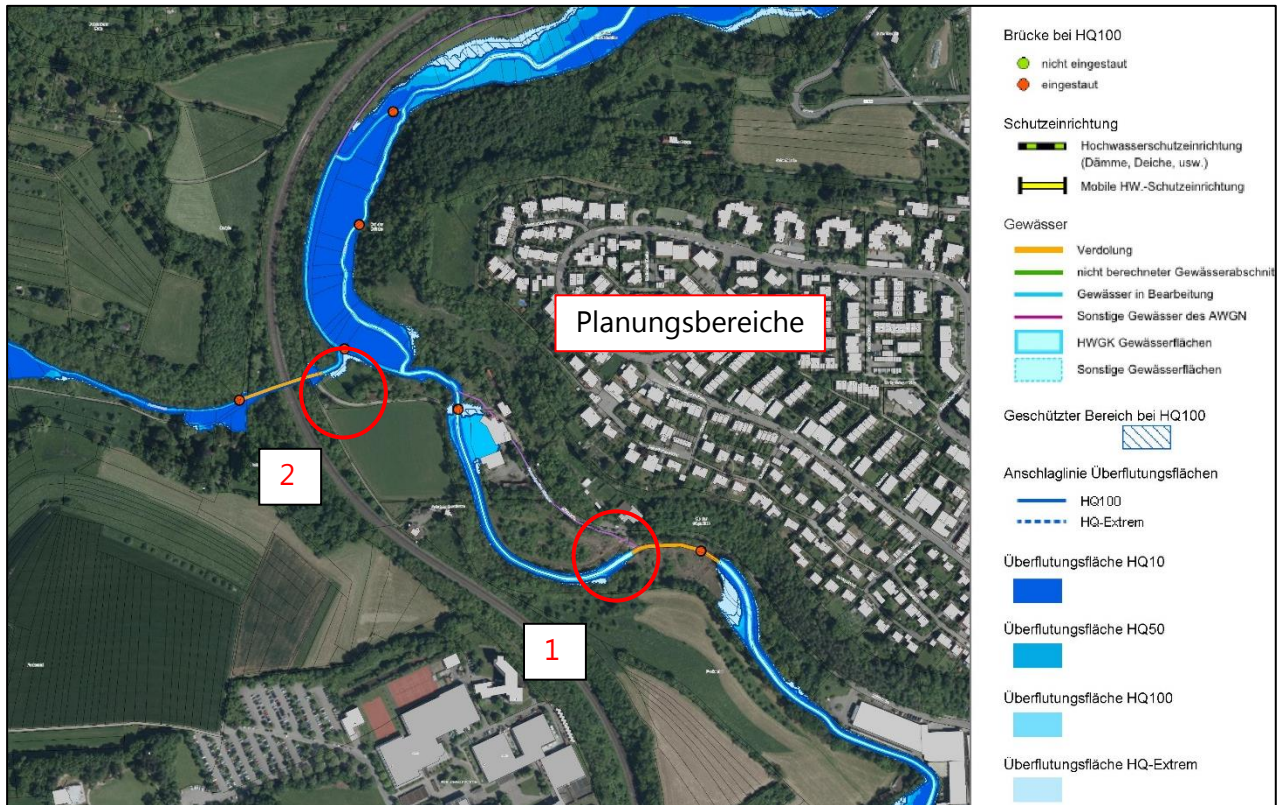 Planungsbereiche
2
1
Brücke bei HQ100
nicht eingestaut
eingestaut
Schutzeinrichtung
Hochwasserschutzeinrichtung
(Dämme, Deiche, usw.)
Mobile HW.-Schutzeinrichtung
Gewässer
Verdolung
nicht berechneter Gewässerabschnit
Gewässer in Bearbeitung
Sonstige Gewässer des AWGN
HWGK Gewässerflächen
Sonstige Gewässerflächen
Geschützter Bereich bei HQ100
Anschlaglinie Überflutungsflächen
HQ100
HQ-Extrem
Überflutungsfläche HQ10
Überflutungsfläche HQ50
Überflutungsfläche HQ100
Überflutungsfläche HQ-Extrem